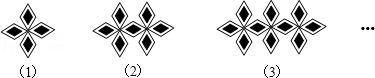 (1) (2) (3) …